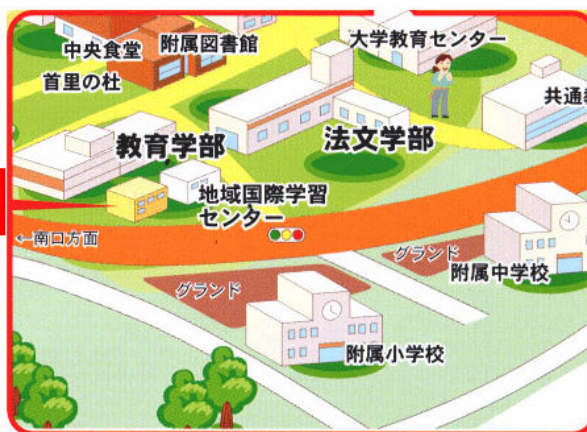 中央食堂
附属図書館
大学教育センター
首里の杜
共通
教育学部
法文学部
地域国際学習
センター
←南口方面
グランド
附属中学校
グランド
附属小学校